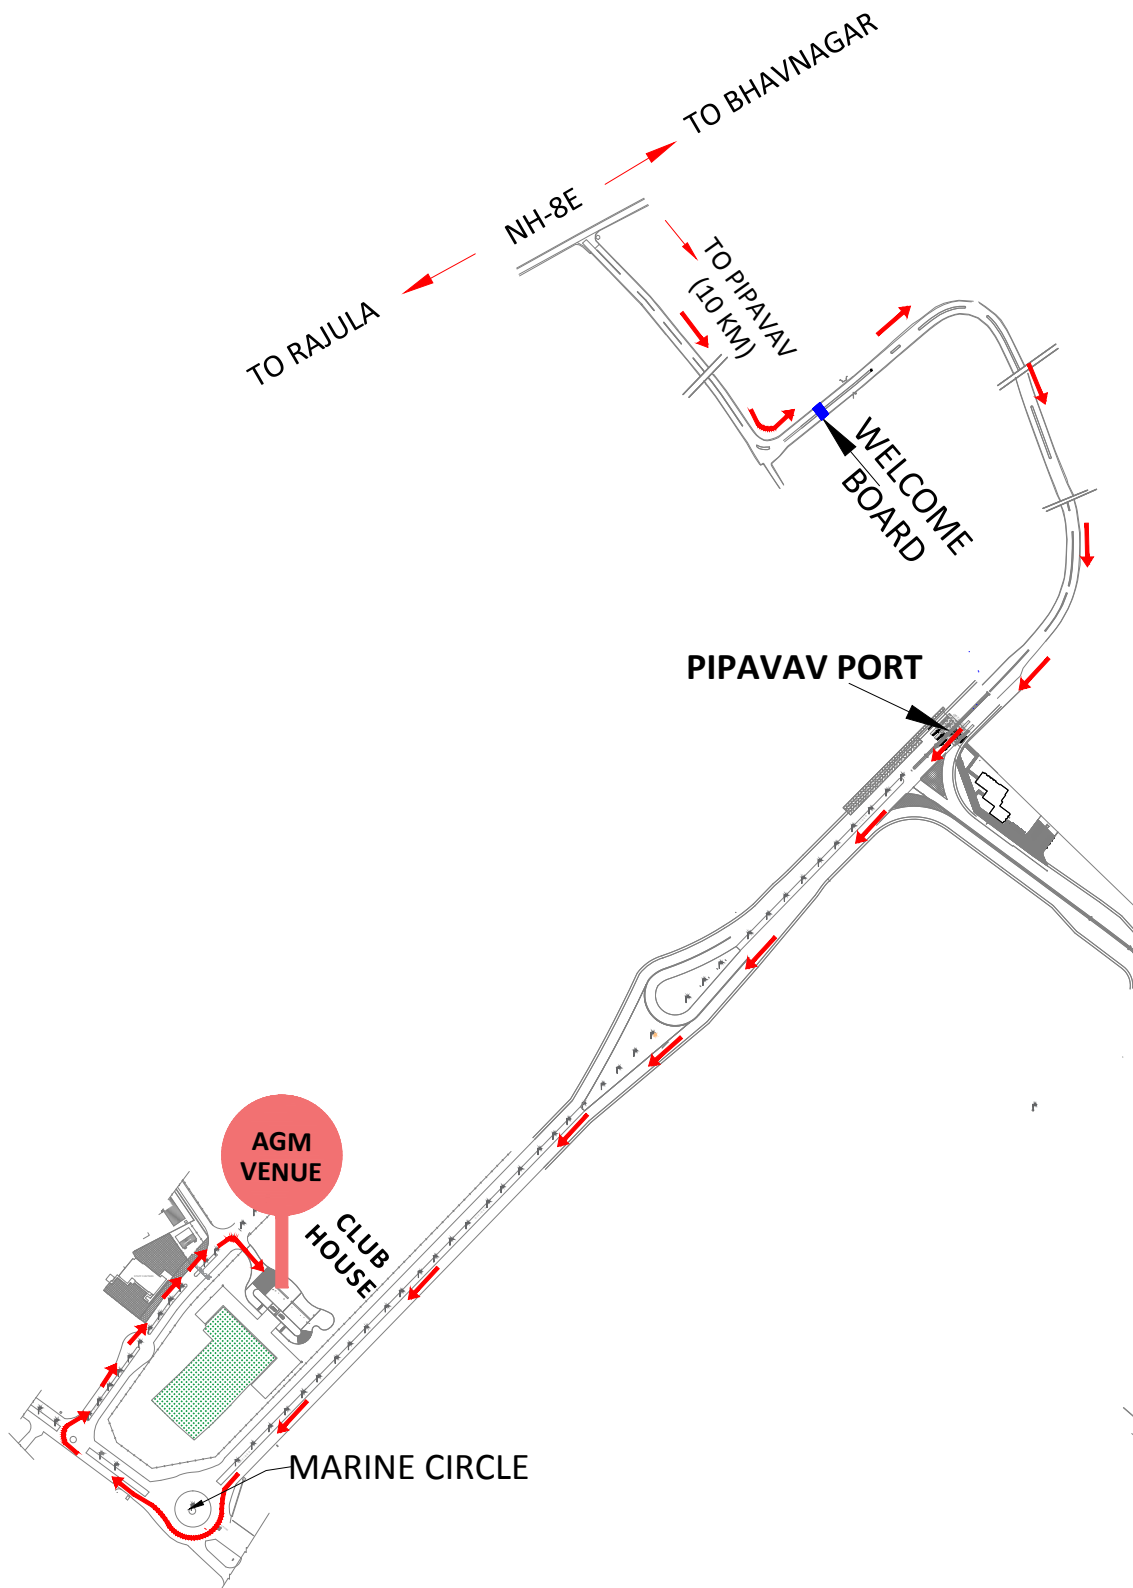 TO BHAVNAGAR
NH-8E
TO RAJULA
TO PIPAVAV
(10 KM)
WELCOME
BOARD
PIPAVAV PORT
AGM
VENUE
CLUB
HOUSE
MARINE CIRCLE